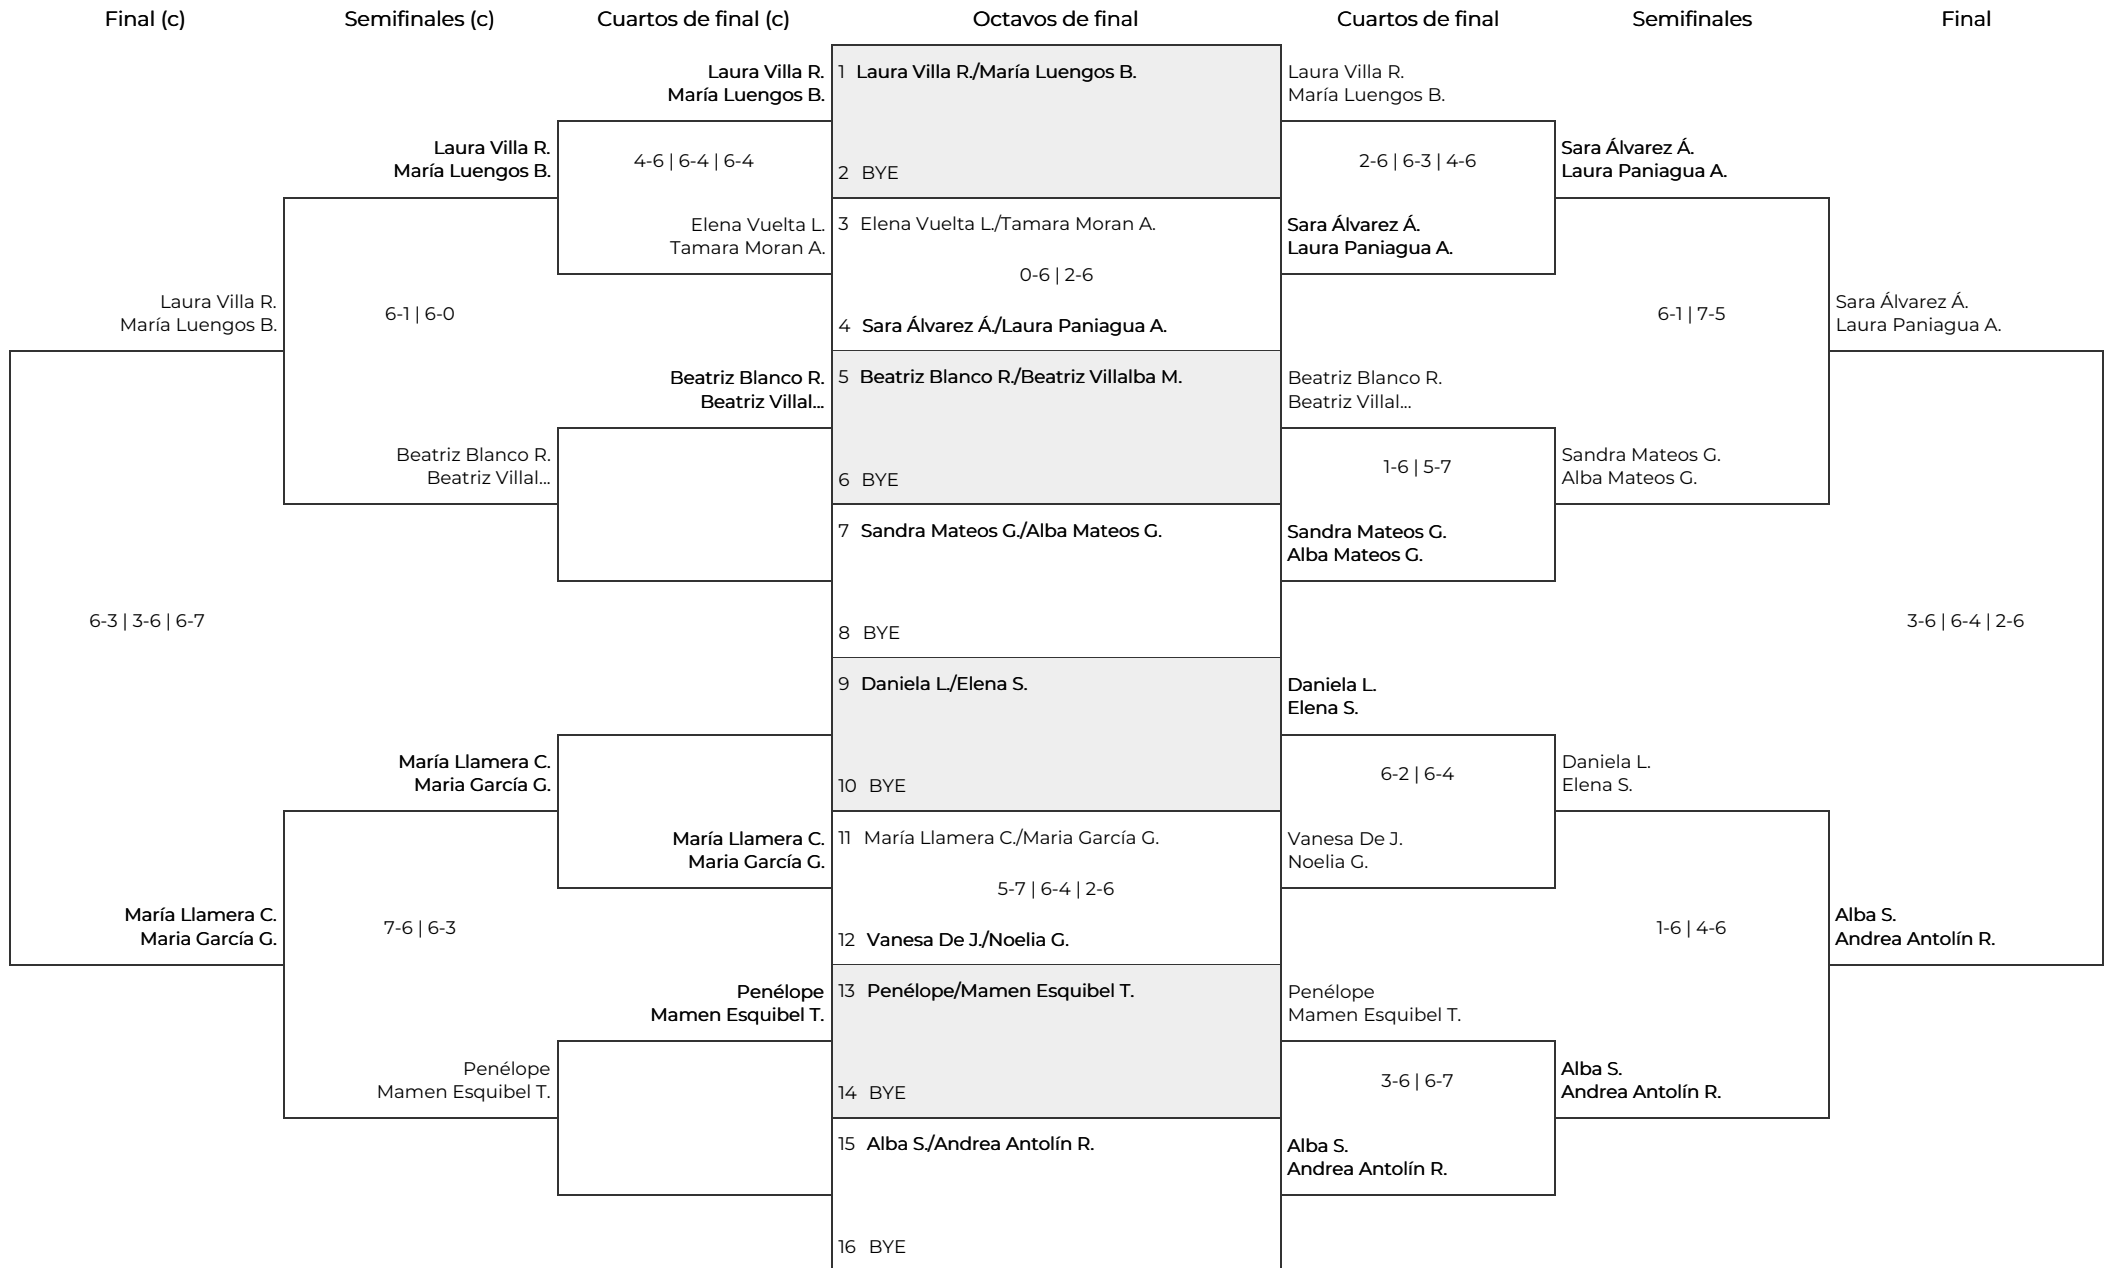 Final (c)
Semifinales (c)
Cuartos de final (c)
Octavos de final
Cuartos de final
Semifinales
Final
Laura Villa R.
María Luengos B.
6-3 | 3-6 | 6-7
María Llamera C.
Maria García G.
Laura Villa R.
María Luengos B.
6-1 | 6-0
Beatriz Blanco R.
Beatriz Villal...
María Llamera C.
Maria García G.
7-6 | 6-3
Penélope
Mamen Esquibel T.
Laura Villa R.
María Luengos B.
4-6 | 6-4 | 6-4
Elena Vuelta L.
Tamara Moran A.
Beatriz Blanco R.
Beatriz Villal...
María Llamera C.
Maria García G.
Penélope
Mamen Esquibel T.
1 Laura Villa R./María Luengos B.
2 BYE
3 Elena Vuelta L./Tamara Moran A.
0-6 | 2-6
4 Sara Álvarez Á./Laura Paniagua A.
5 Beatriz Blanco R./Beatriz Villalba M.
6 BYE
7 Sandra Mateos G./Alba Mateos G.
8 BYE
9 Daniela L./Elena S.
10 BYE
11 María Llamera C./Maria García G.
5-7 | 6-4 | 2-6
12 Vanesa De J./Noelia G.
13 Penélope/Mamen Esquibel T.
14 BYE
15 Alba S./Andrea Antolín R.
16 BYE
Laura Villa R.
María Luengos B.
2-6 | 6-3 | 4-6
Sara Álvarez Á.
Laura Paniagua A.
Beatriz Blanco R.
Beatriz Villal...
1-6 | 5-7
Sandra Mateos G.
Alba Mateos G.
Daniela L.
Elena S.
6-2 | 6-4
Vanesa De J.
Noelia G.
Penélope
Mamen Esquibel T.
3-6 | 6-7
Alba S.
Andrea Antolín R.
Sara Álvarez Á.
Laura Paniagua A.
6-1 | 7-5
Sandra Mateos G.
Alba Mateos G.
Daniela L.
Elena S.
1-6 | 4-6
Alba S.
Andrea Antolín R.
Sara Álvarez Á.
Laura Paniagua A.
3-6 | 6-4 | 2-6
Alba S.
Andrea Antolín R.